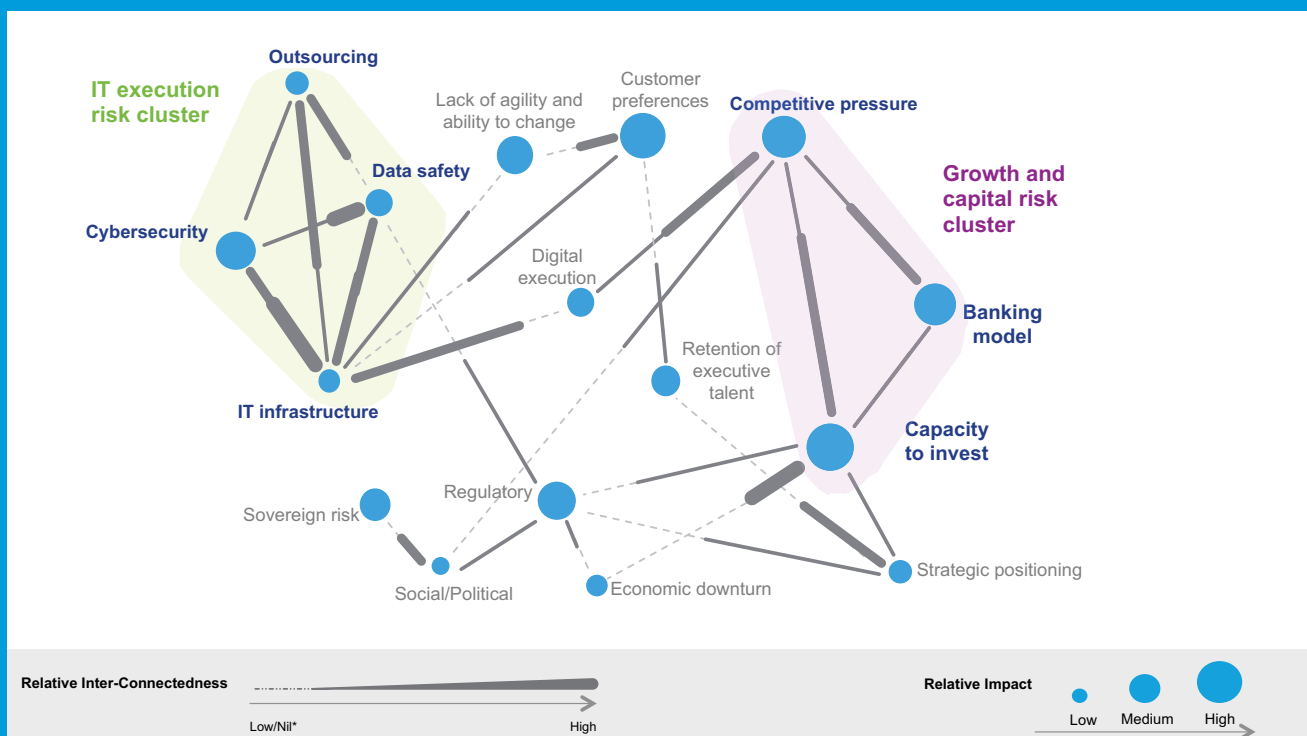 Outsourcing
IT execution
risk cluster
Customer
preferences
Lack of agility and
ability to change
Competitive pressure
Data safety
Growth and
capital risk
cluster
Cybersecurity
Digital
execution
Banking
model
Retention of
executive
talent
IT infrastructure
Capacity
to invest
Regulatory
Sovereign risk
Social/Political
Economic downturn
Strategic positioning
Relative Inter-Connectedness
Low/Nil*
High
Relative Impact
Low
Medium
High